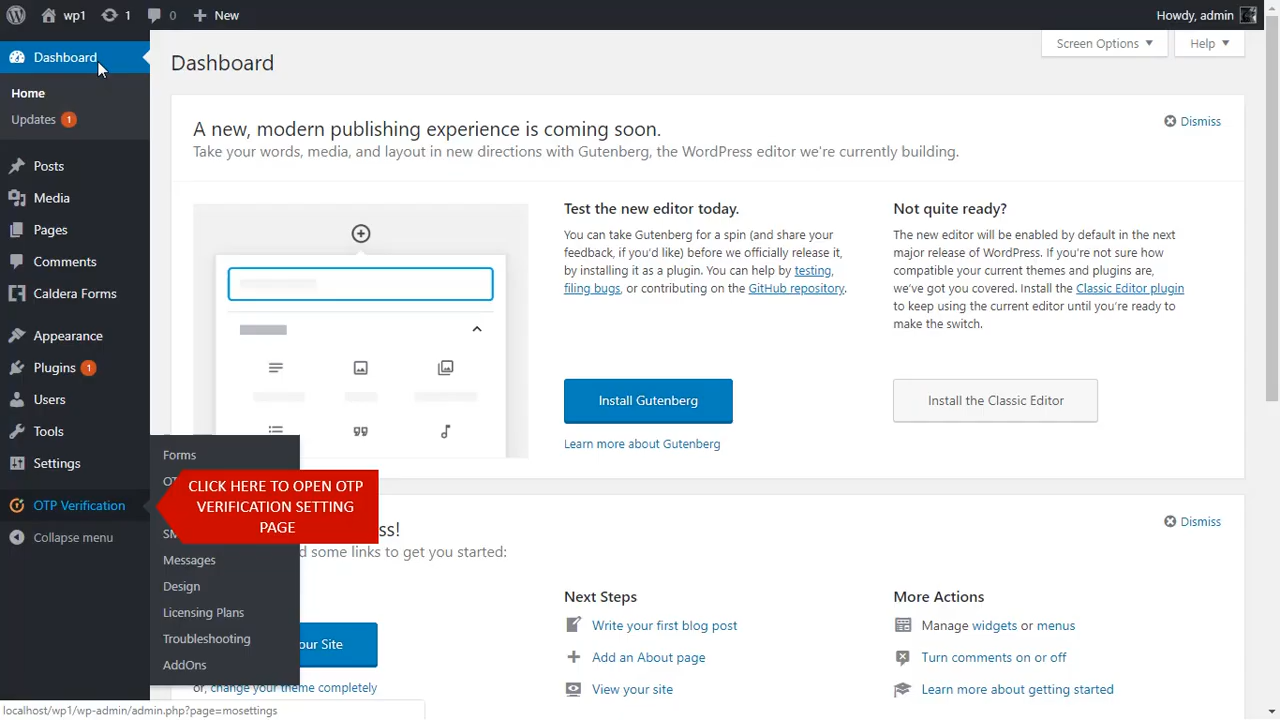 wp1 1 0 New Howdy, admin
Dashboard
Home
Updates 1
Posts
Media
Pages
Comments
Caldera Forms
Appearance
Plugins 1
Users
Tools
Settings
OTP Verification
Collapse menu
Forms
Messages
Design
Licensing Plans
Troubleshooting
AddOns
CLICK HERE TO OPEN OTP
VERIFICATION SETTING
PAGE
Screen Options Help
Dashboard
A new, modern publishing experience is coming soon.
Take your words, media, and layout in new directions with Gutenberg, the WordPress editor we're currently building.
Dismiss
Test the new editor today.
You can take Gutenberg for a spin (and share your
feedback, if you'd like) before we officially release it,
by installing it as a plugin. You can help by testing,
filing bugs, or contributing on the GitHub repository.
Install Gutenberg
Learn more about Gutenberg
Not quite ready?
The new editor will be enabled by default in the next
major release of WordPress. If you're not sure how
compatible your current themes and plugins are,
we've got you covered. Install the Classic Editor plugin
to keep using the current editor until you're ready to
make the switch.
Install the Classic Editor
Dismiss
ss!
d some links to get you started:
our Site
or, change your theme completely
Next Steps
Write your first blog post
Add an About page
View your site
More Actions
Manage widgets or menus
Turn comments on or off
Learn more about getting started
localhost/wp1/wp-admin/admin.php?page=mosettings